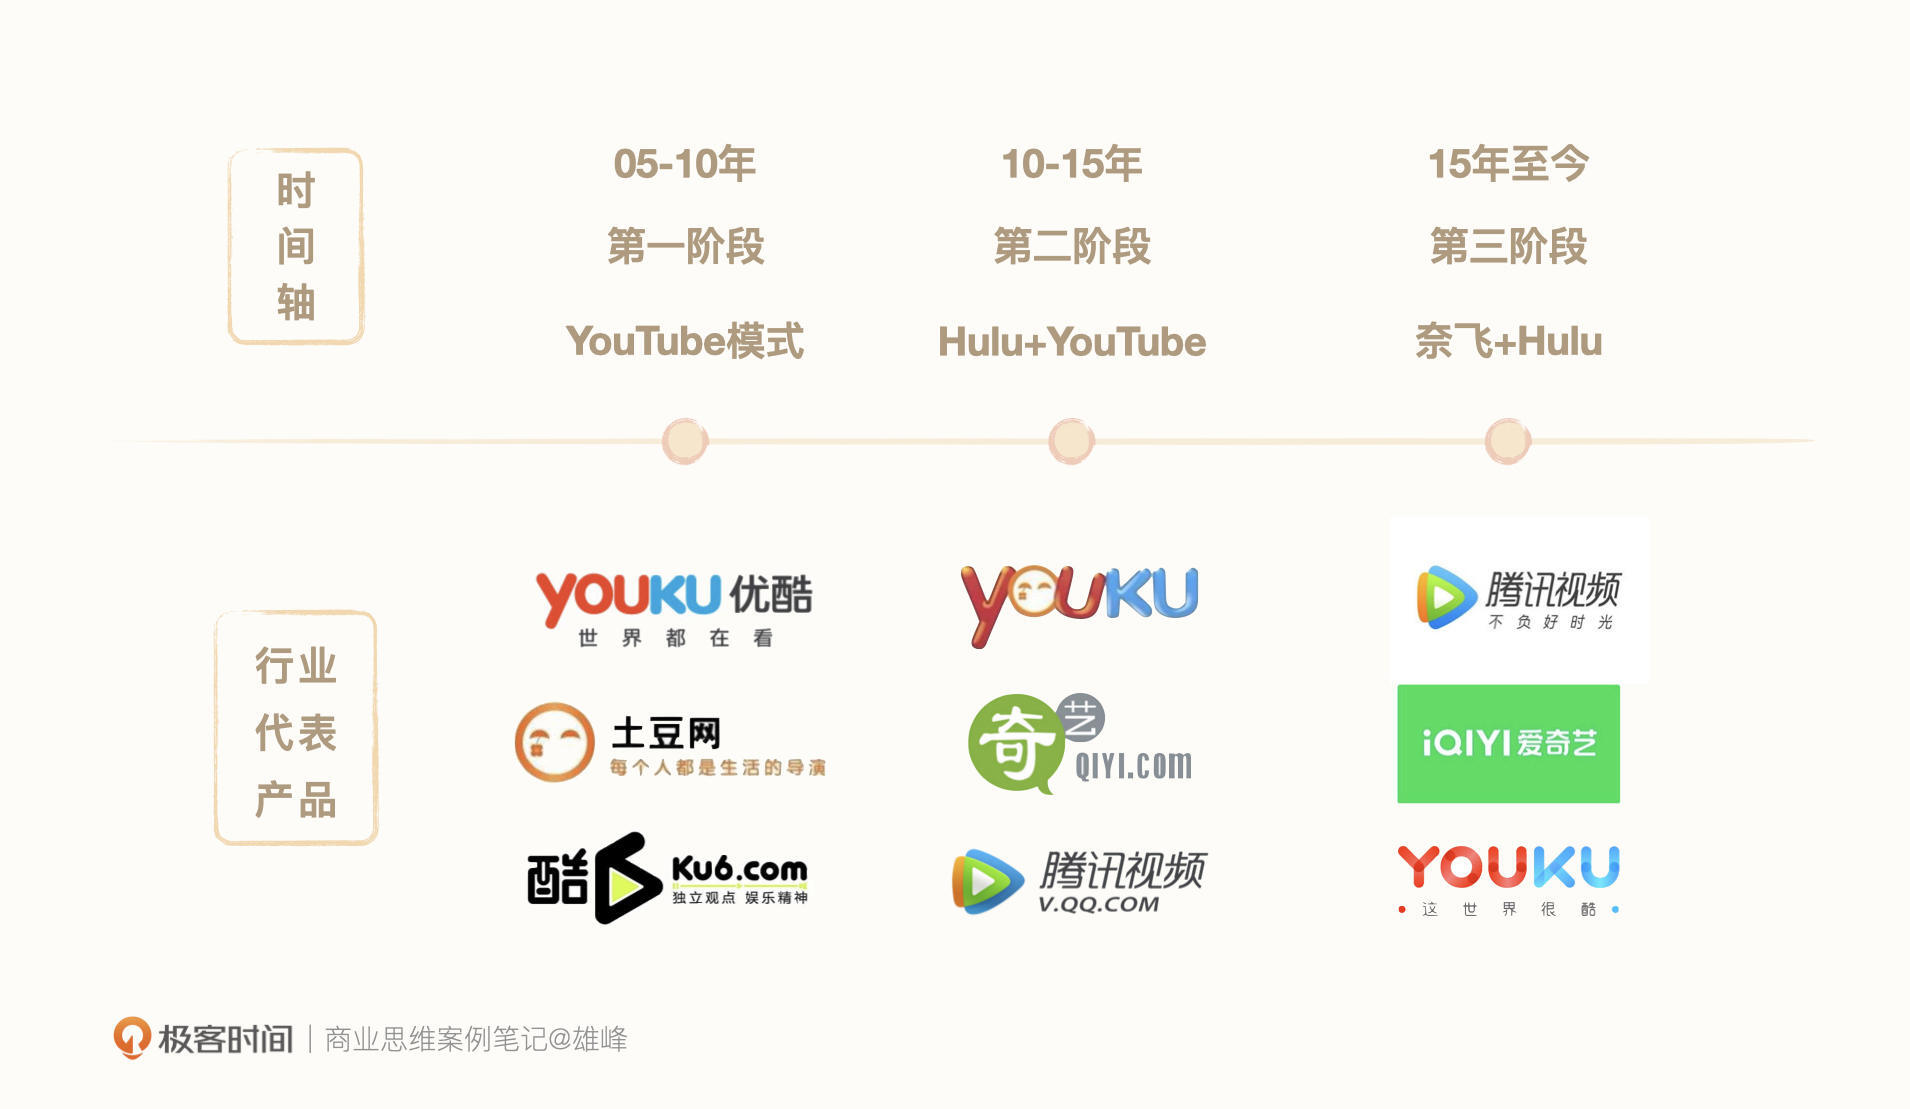 时间轴
05-10年
10-15年
15年至今
第一阶段
第二阶段
第三阶段
YouTube模式
Hulu+YouTube
奈飞+Hulu
行业
代表
产品
YOUKU 优酷
世界都在看
土豆网
每个人都是生活的导演
酷6 Ku6.com
独立观点 娱乐精神
YOUKU
奇艺
QIYI.com
腾讯视频
V.QQ.COM
腾讯视频
不负好时光
iQIYI 爱奇艺
YOUKU
这世界很酷
极客时间 | 商业思维案例笔记@雄峰